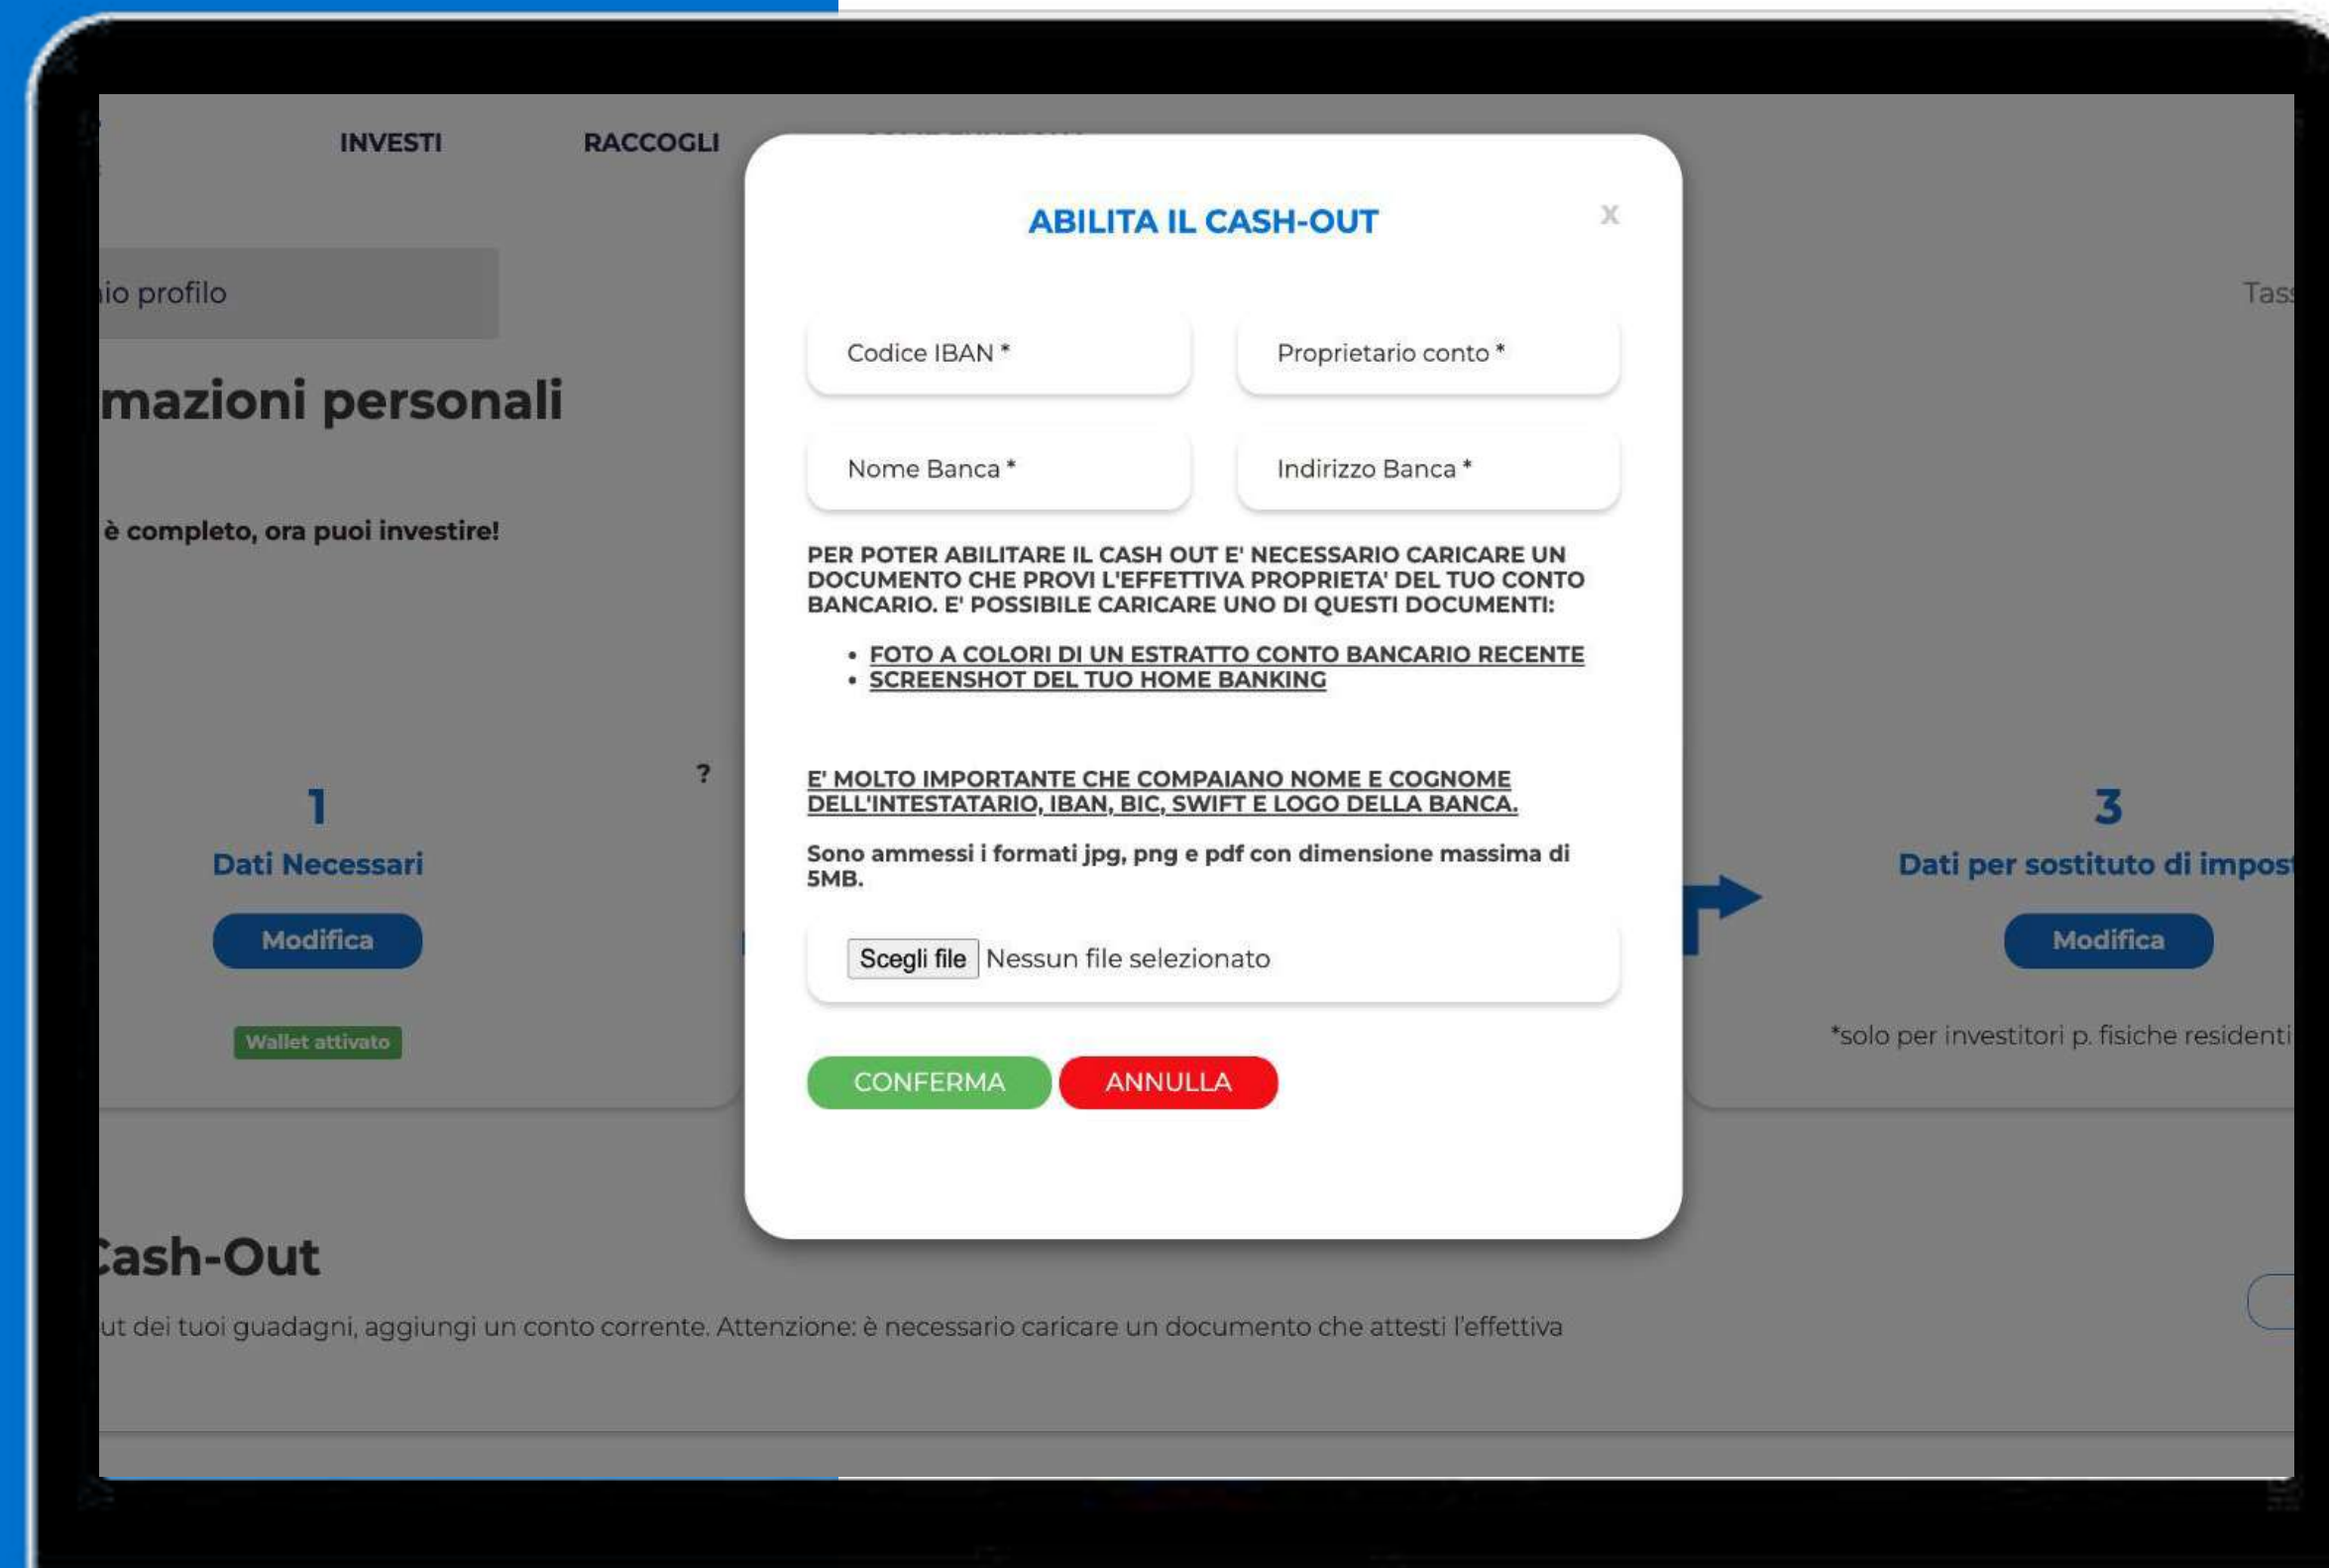 INVESTI RACCOGLI
ABILITA IL CASH-OUT x
io profilo
Tass
Codice IBAN * Proprietario conto *
mazioni personali
Nome Banca * Indirizzo Banca *
è completo, ora puoi investire!
PER POTER ABILITARE IL CASH OUT E' NECESSARIO CARICARE UN
DOCUMENTO CHE PROVI L'EFFETTIVA PROPRIETA' DEL TUO CONTO
BANCARIO. E' POSSIBILE CARICARE UNO DI QUESTI DOCUMENTI:
• FOTO A COLORI DI UN ESTRATTO CONTO BANCARIO RECENTE
• SCREENSHOT DEL TUO HOME BANKING
?
E' MOLTO IMPORTANTE CHE COMPAIANO NOME E COGNOME
DELL'INTESTATARIO, IBAN, BIC, SWIFT E LOGO DELLA BANCA.
Sono ammessi i formati jpg, png e pdf con dimensione massima di
5MB.
1
Dati Necessari
Modifica
Wallet attivato
Scegli file Nessun file selezionato
CONFERMA ANNULLA
3
Dati per sostituto di impost
Modifica
*solo per investitori p. fisiche residenti
Cash-Out
ut dei tuoi guadagni, aggiungi un conto corrente. Attenzione: è necessario caricare un documento che attesti l'effettiva